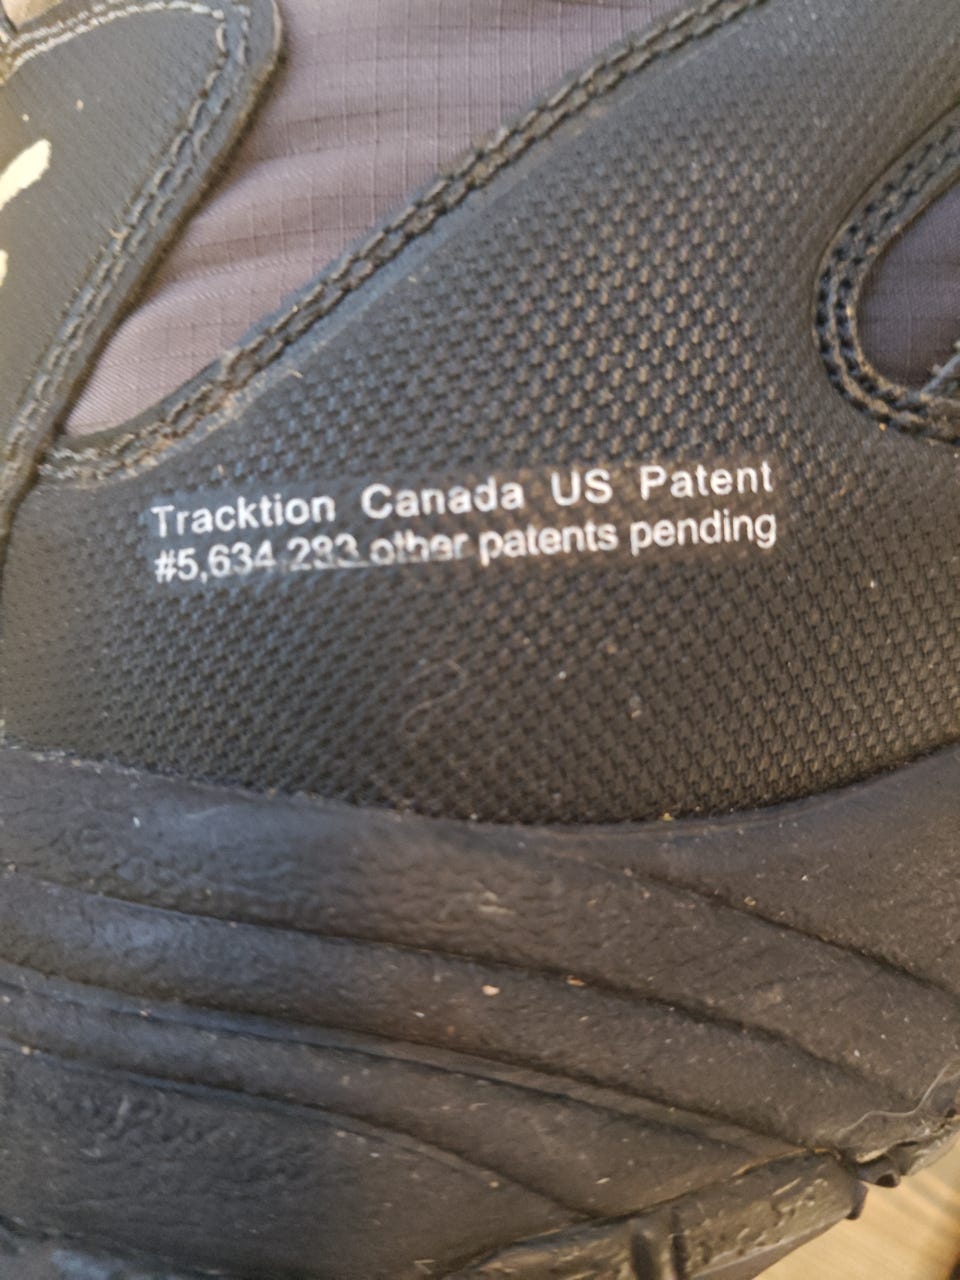 Tracktion Canada US Patent
#5,634,283 other patents pending